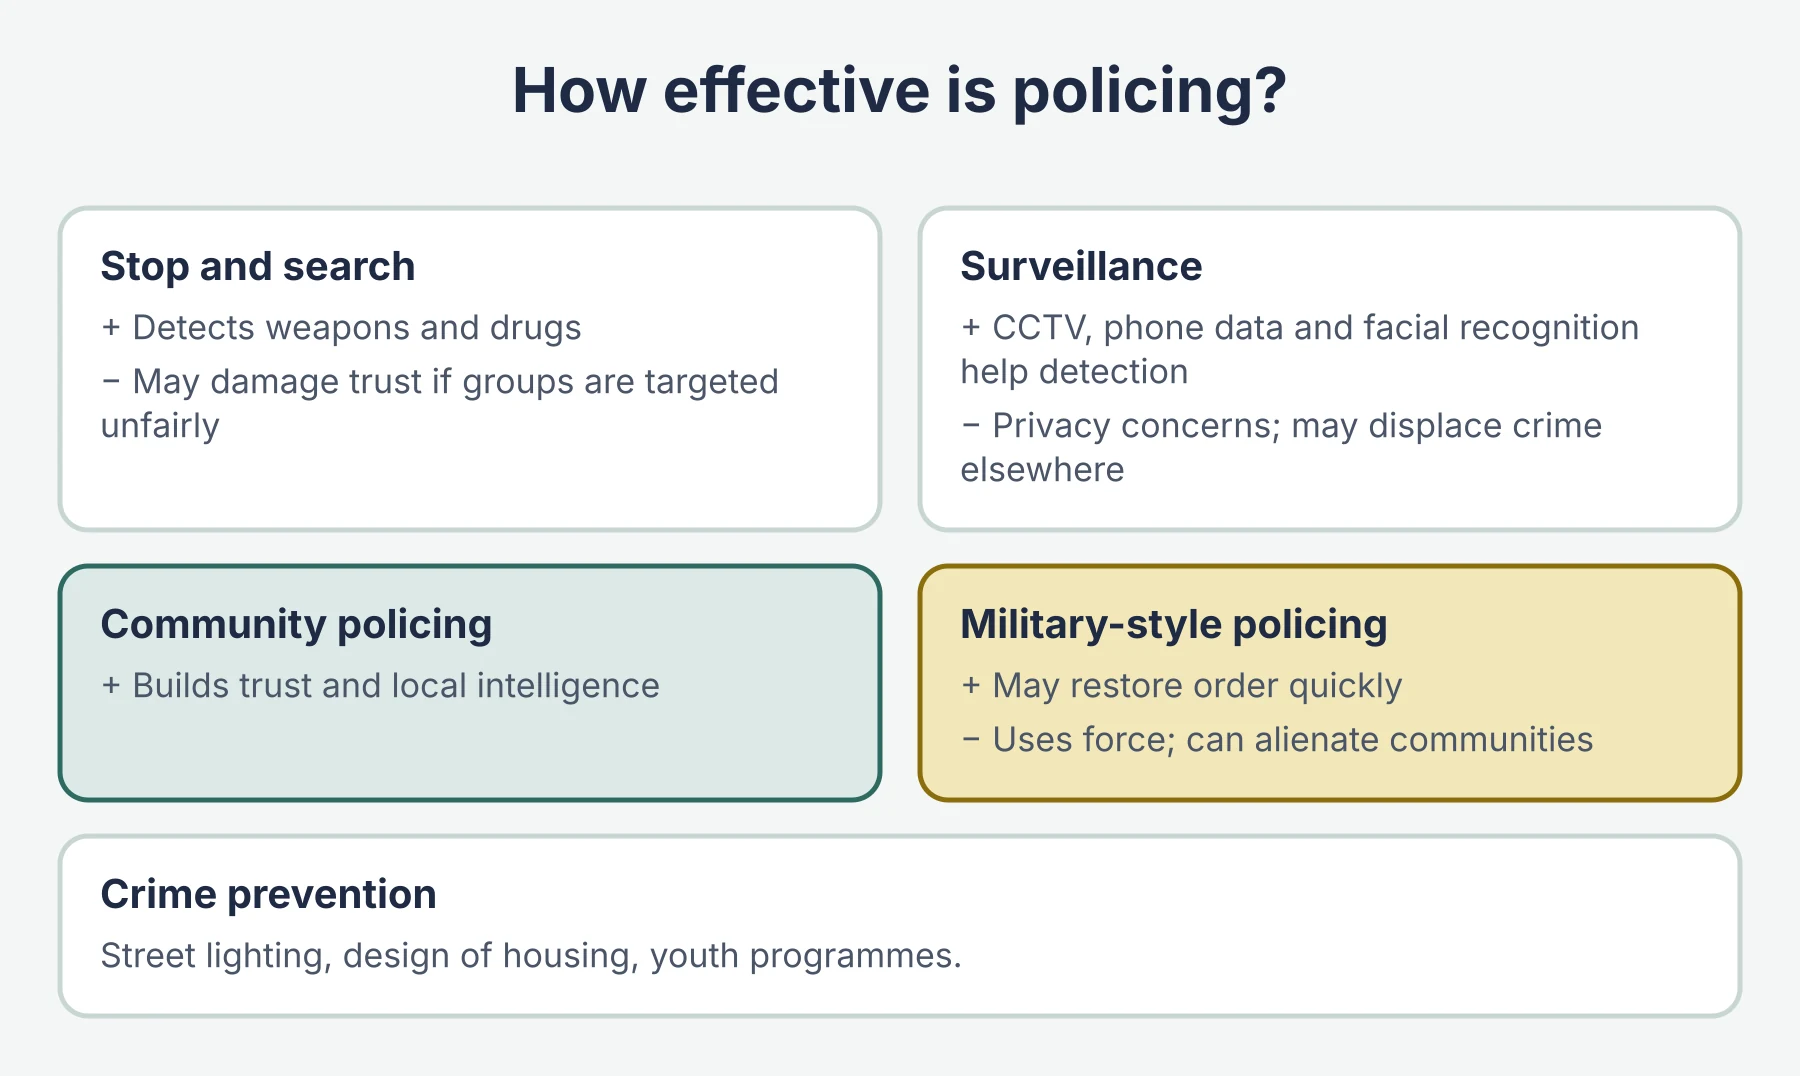 How effective is policing?
Stop and search
+ Detects weapons and drugs
− May damage trust if groups are targeted
unfairly
Surveillance
+ CCTV, phone data and facial recognition
help detection
− Privacy concerns; may displace crime
elsewhere
Community policing
+ Builds trust and local intelligence
Military-style policing
+ May restore order quickly
− Uses force; can alienate communities
Crime prevention
Street lighting, design of housing, youth programmes.